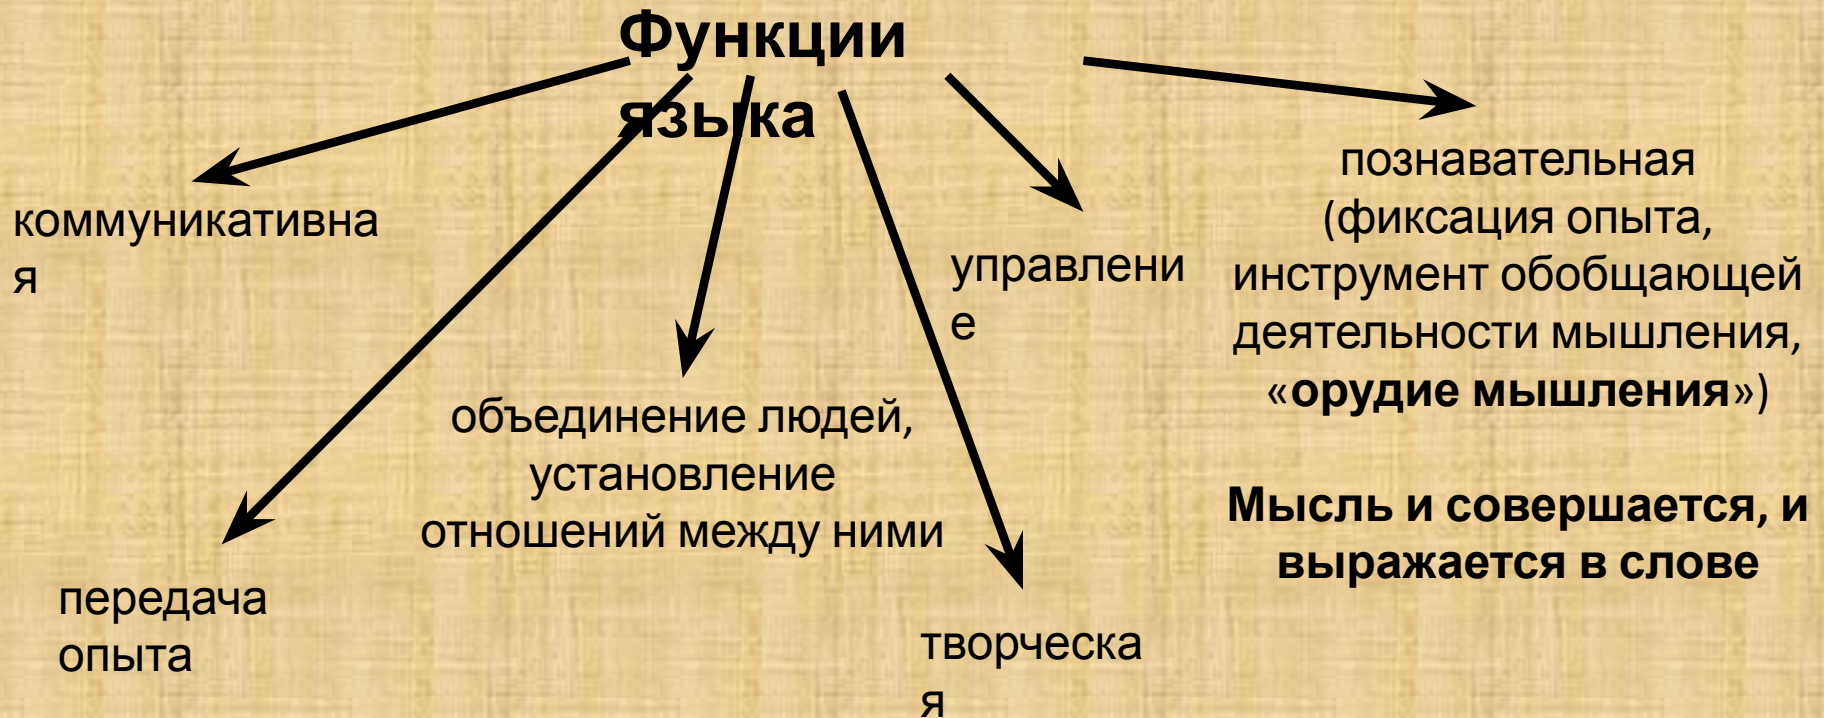 Функции
языка
коммуникативна
я
передача
опыта
объединение людей,
установление
отношений между ними
творческа
я
управлени
е
познавательная
(фиксация опыта,
инструмент обобщающей
деятельности мышления,
«орудие мышления»)
Мысль и совершается, и
выражается в слове